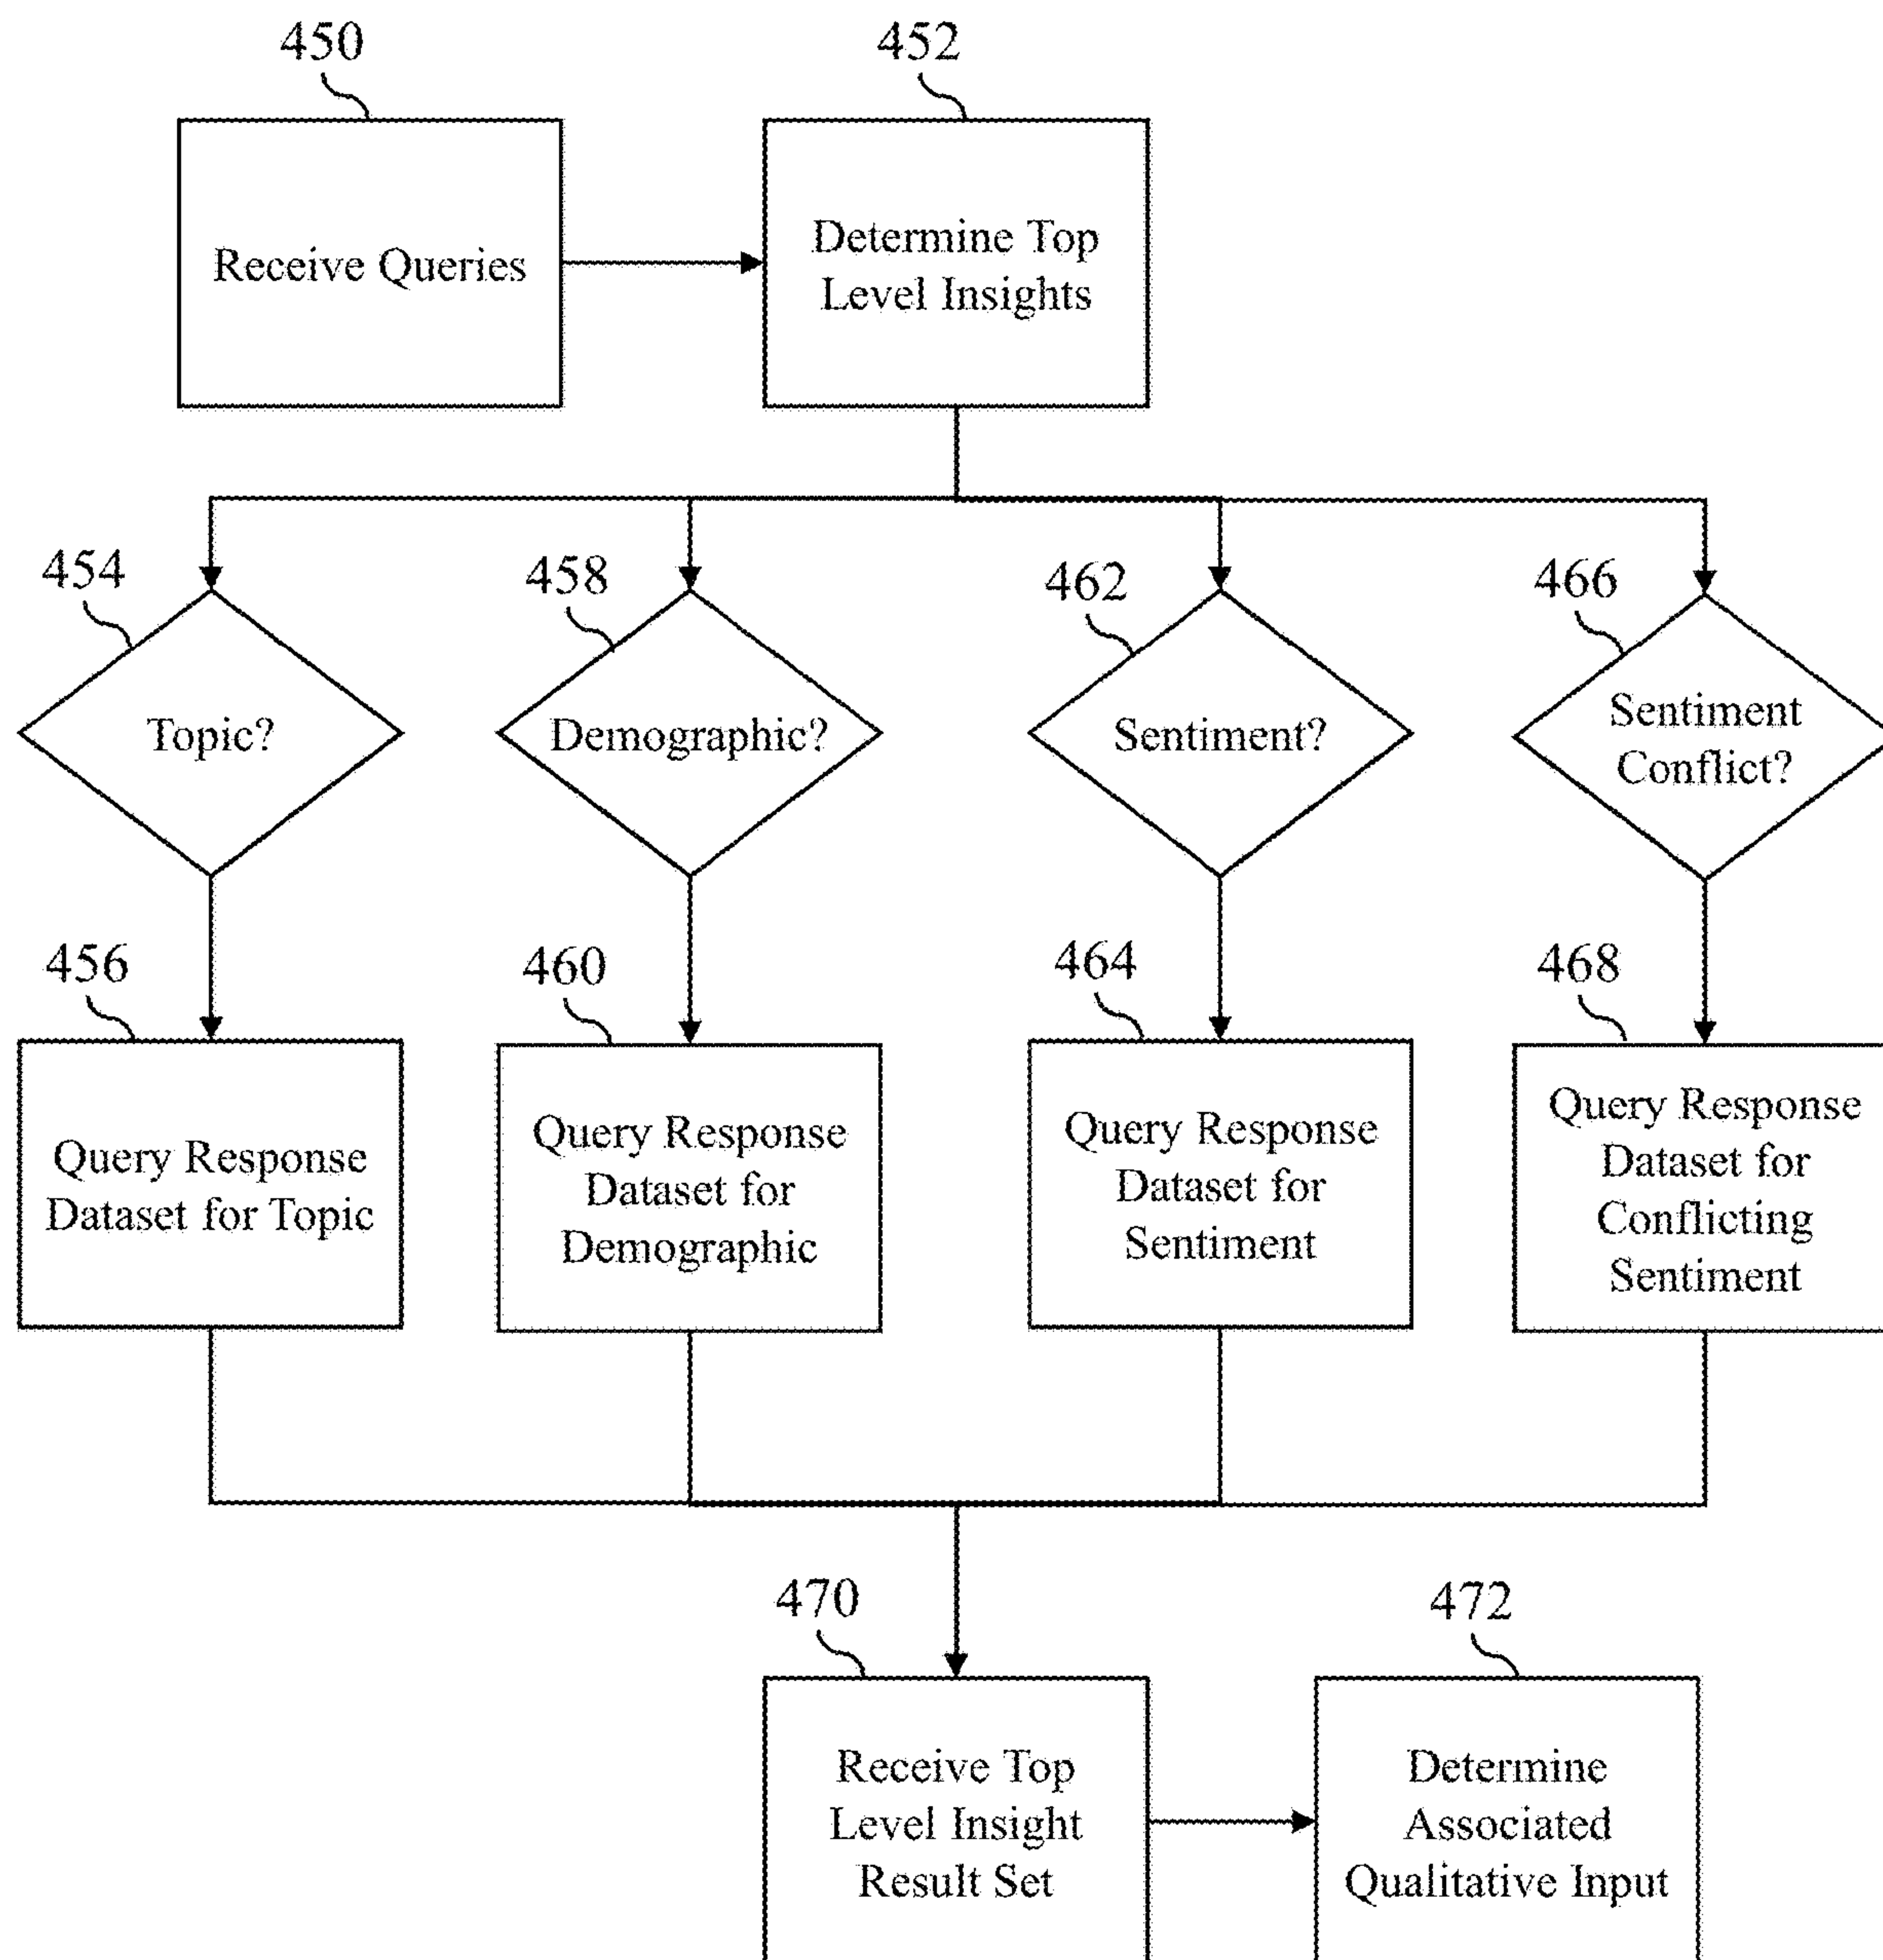 450
452
Receive Queries
Determine Top
Level Insights
454
458
462
466
Topic?
Demographic?
Sentiment?
Sentiment
Conflict?
456
460
464
468
Query Response
Dataset for Topic
Query Response
Dataset for
Demographic
Query Response
Dataset for
Sentiment
Query Response
Dataset for
Conflicting
Sentiment
470
472
Receive Top
Level Insight
Result Set
Determine
Associated
Qualitative Input